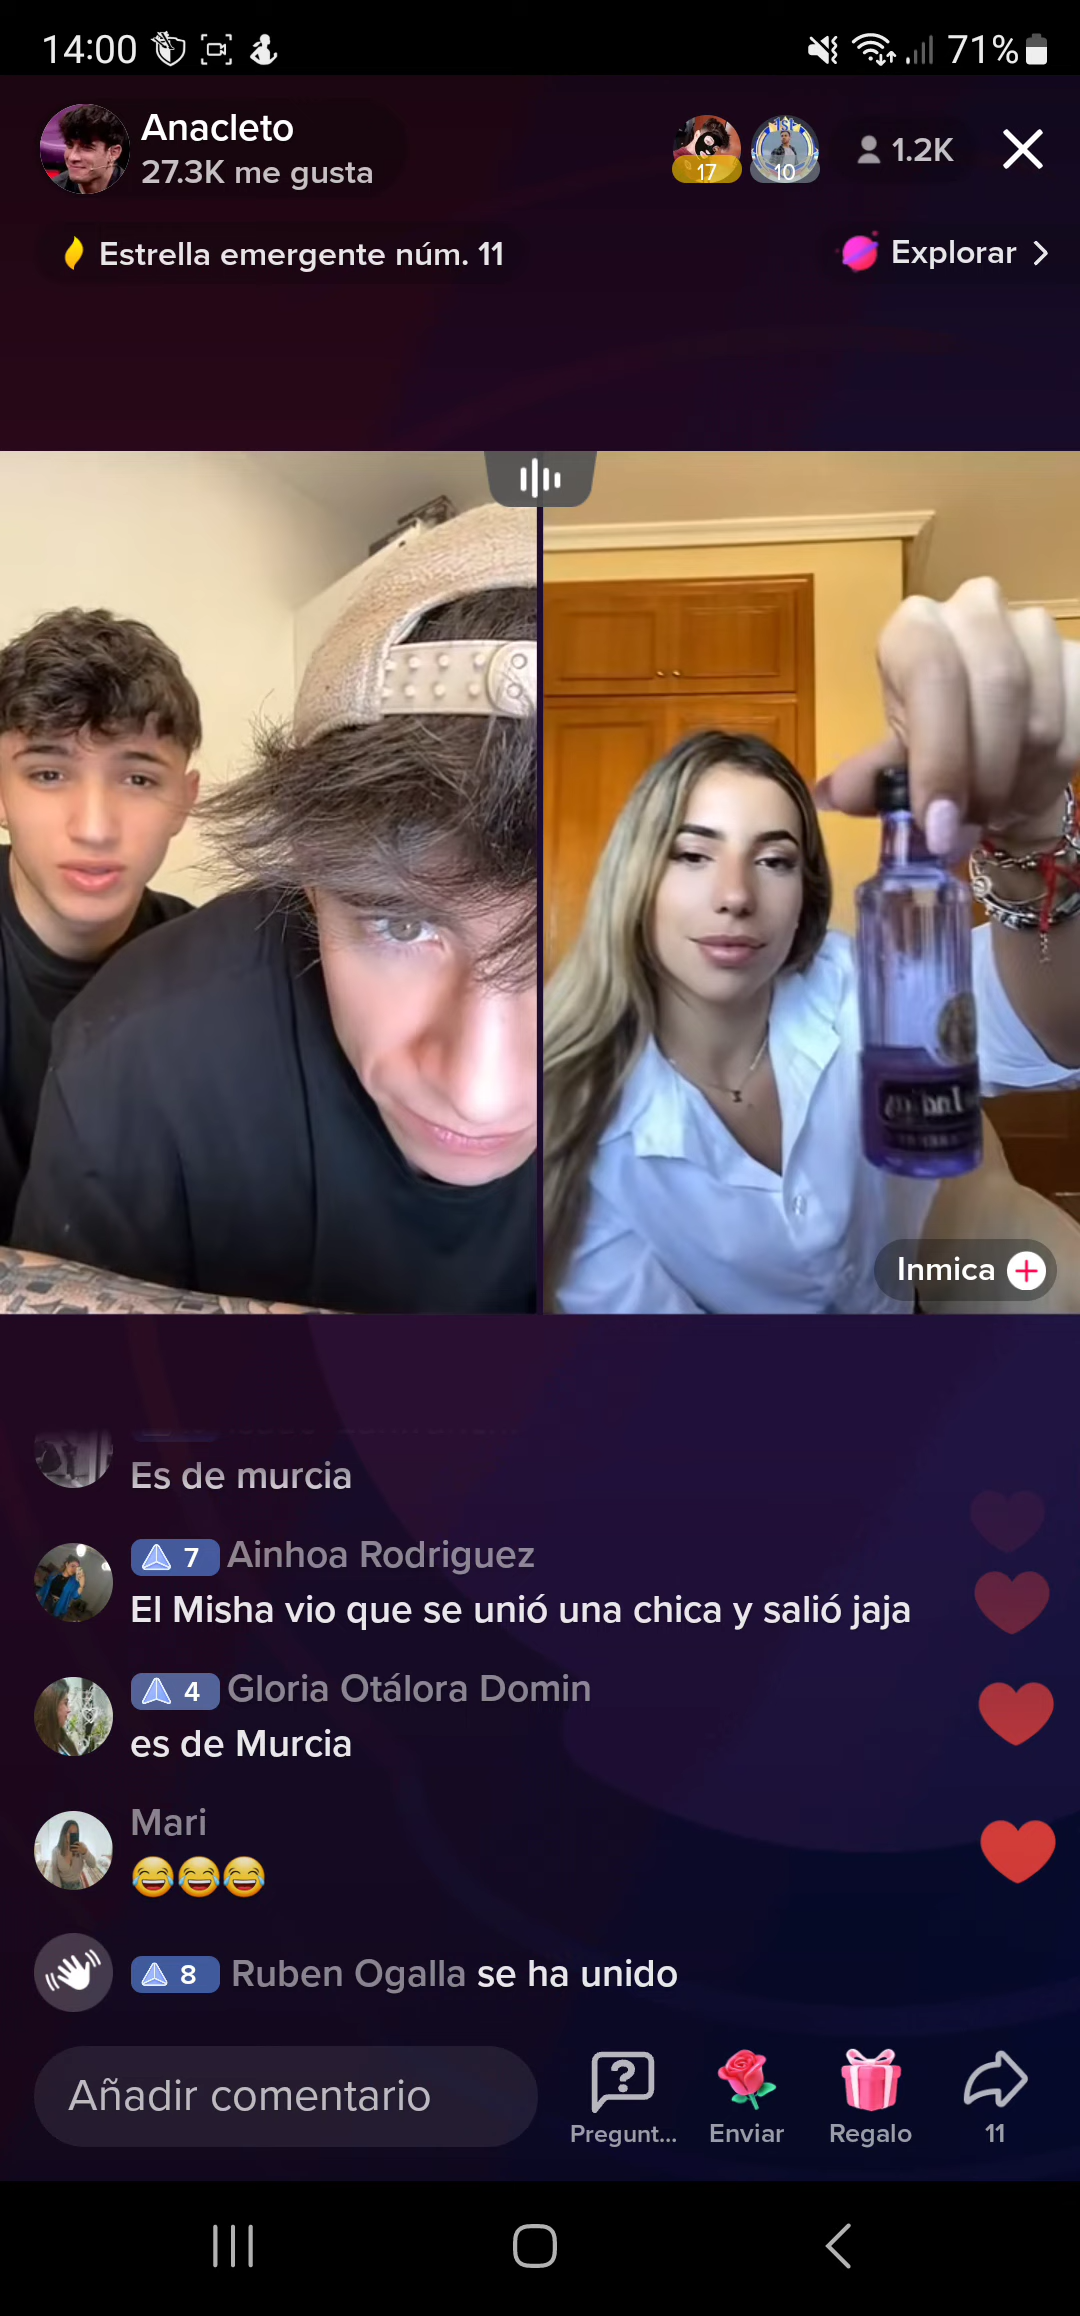 14:00
71%
Anacleto
27.3K me gusta
17
10
1.2K
Estrella emergente núm. 11
Explorar
Inmica
Es de murcia
7 Ainhoa Rodriguez
El Misha vio que se unió una chica y salió jaja
4 Gloria Otálora Domin
es de Murcia
Mari
😂😂😂
8 Ruben Ogalla se ha unido
Añadir comentario
Pregunt...
Enviar
Regalo
11